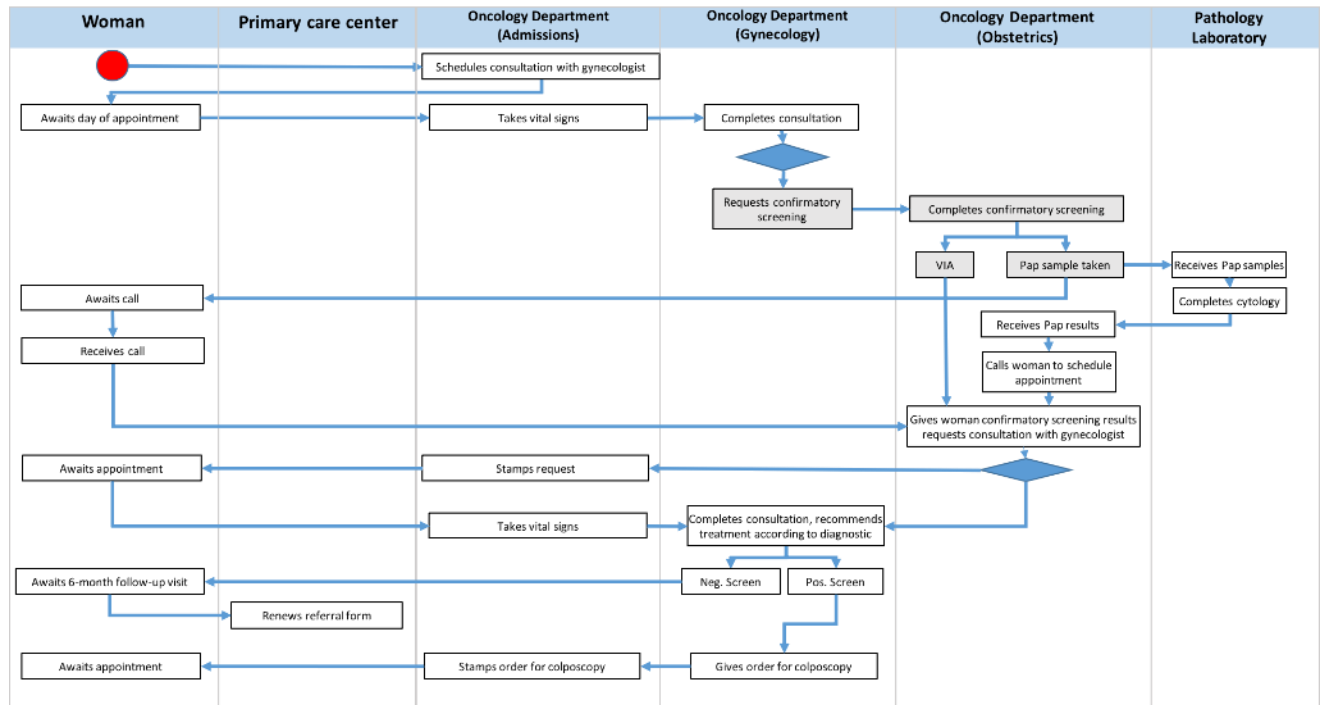 Woman
Primary care center
Oncology Department
(Admissions)
Oncology Department
(Gynecology)
Oncology Department
(Obstetrics)
Pathology
Laboratory
Schedules consultation with gynecologist
Awaits day of appointment
Takes vital signs
Completes consultation
Requests confirmatory
screening
Completes confirmatory screening
VIA
Pap sample taken
Receives Pap samples
Awaits call
Completes cytology
Receives Pap results
Receives call
Calls woman to schedule
appointment
Gives woman confirmatory screening results
requests consultation with gynecologist
Awaits appointment
Stamps request
Takes vital signs
Completes consultation, recommends
treatment according to diagnostic
Awaits 6-month follow-up visit
Neg. Screen
Pos. Screen
Renews referral form
Awaits appointment
Stamps order for colposcopy
Gives order for colposcopy